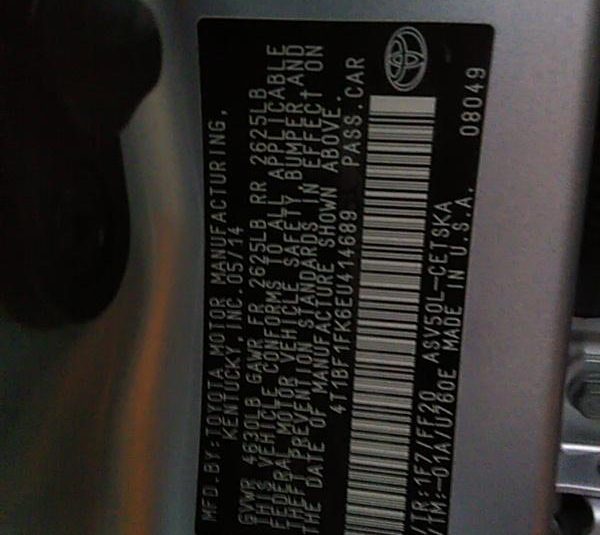 MFD.BY:TOYOTA MOTOR MANUFACTURING,
KENTUCKY,INC.05/14
GVWR 4630LB GAWR FR 2625LB RR 2625LB
THIS VEHICLE CONFORMS TO ALL APPLICABLE
FEDERAL MOTOR VEHICLE SAFETY, BUMPER,AND
THEFT PREVENTION STANDARDS IN EFFECT ON
THE DATE OF MANUFACTURE SHOWN ABOVE.
4T1BF1FK6EU414689 PASS.CAR
/TR:1F7/FF20 ASV50L-CETSKA
/TM:-01A/U760E MADE IN U.S.A.
08049